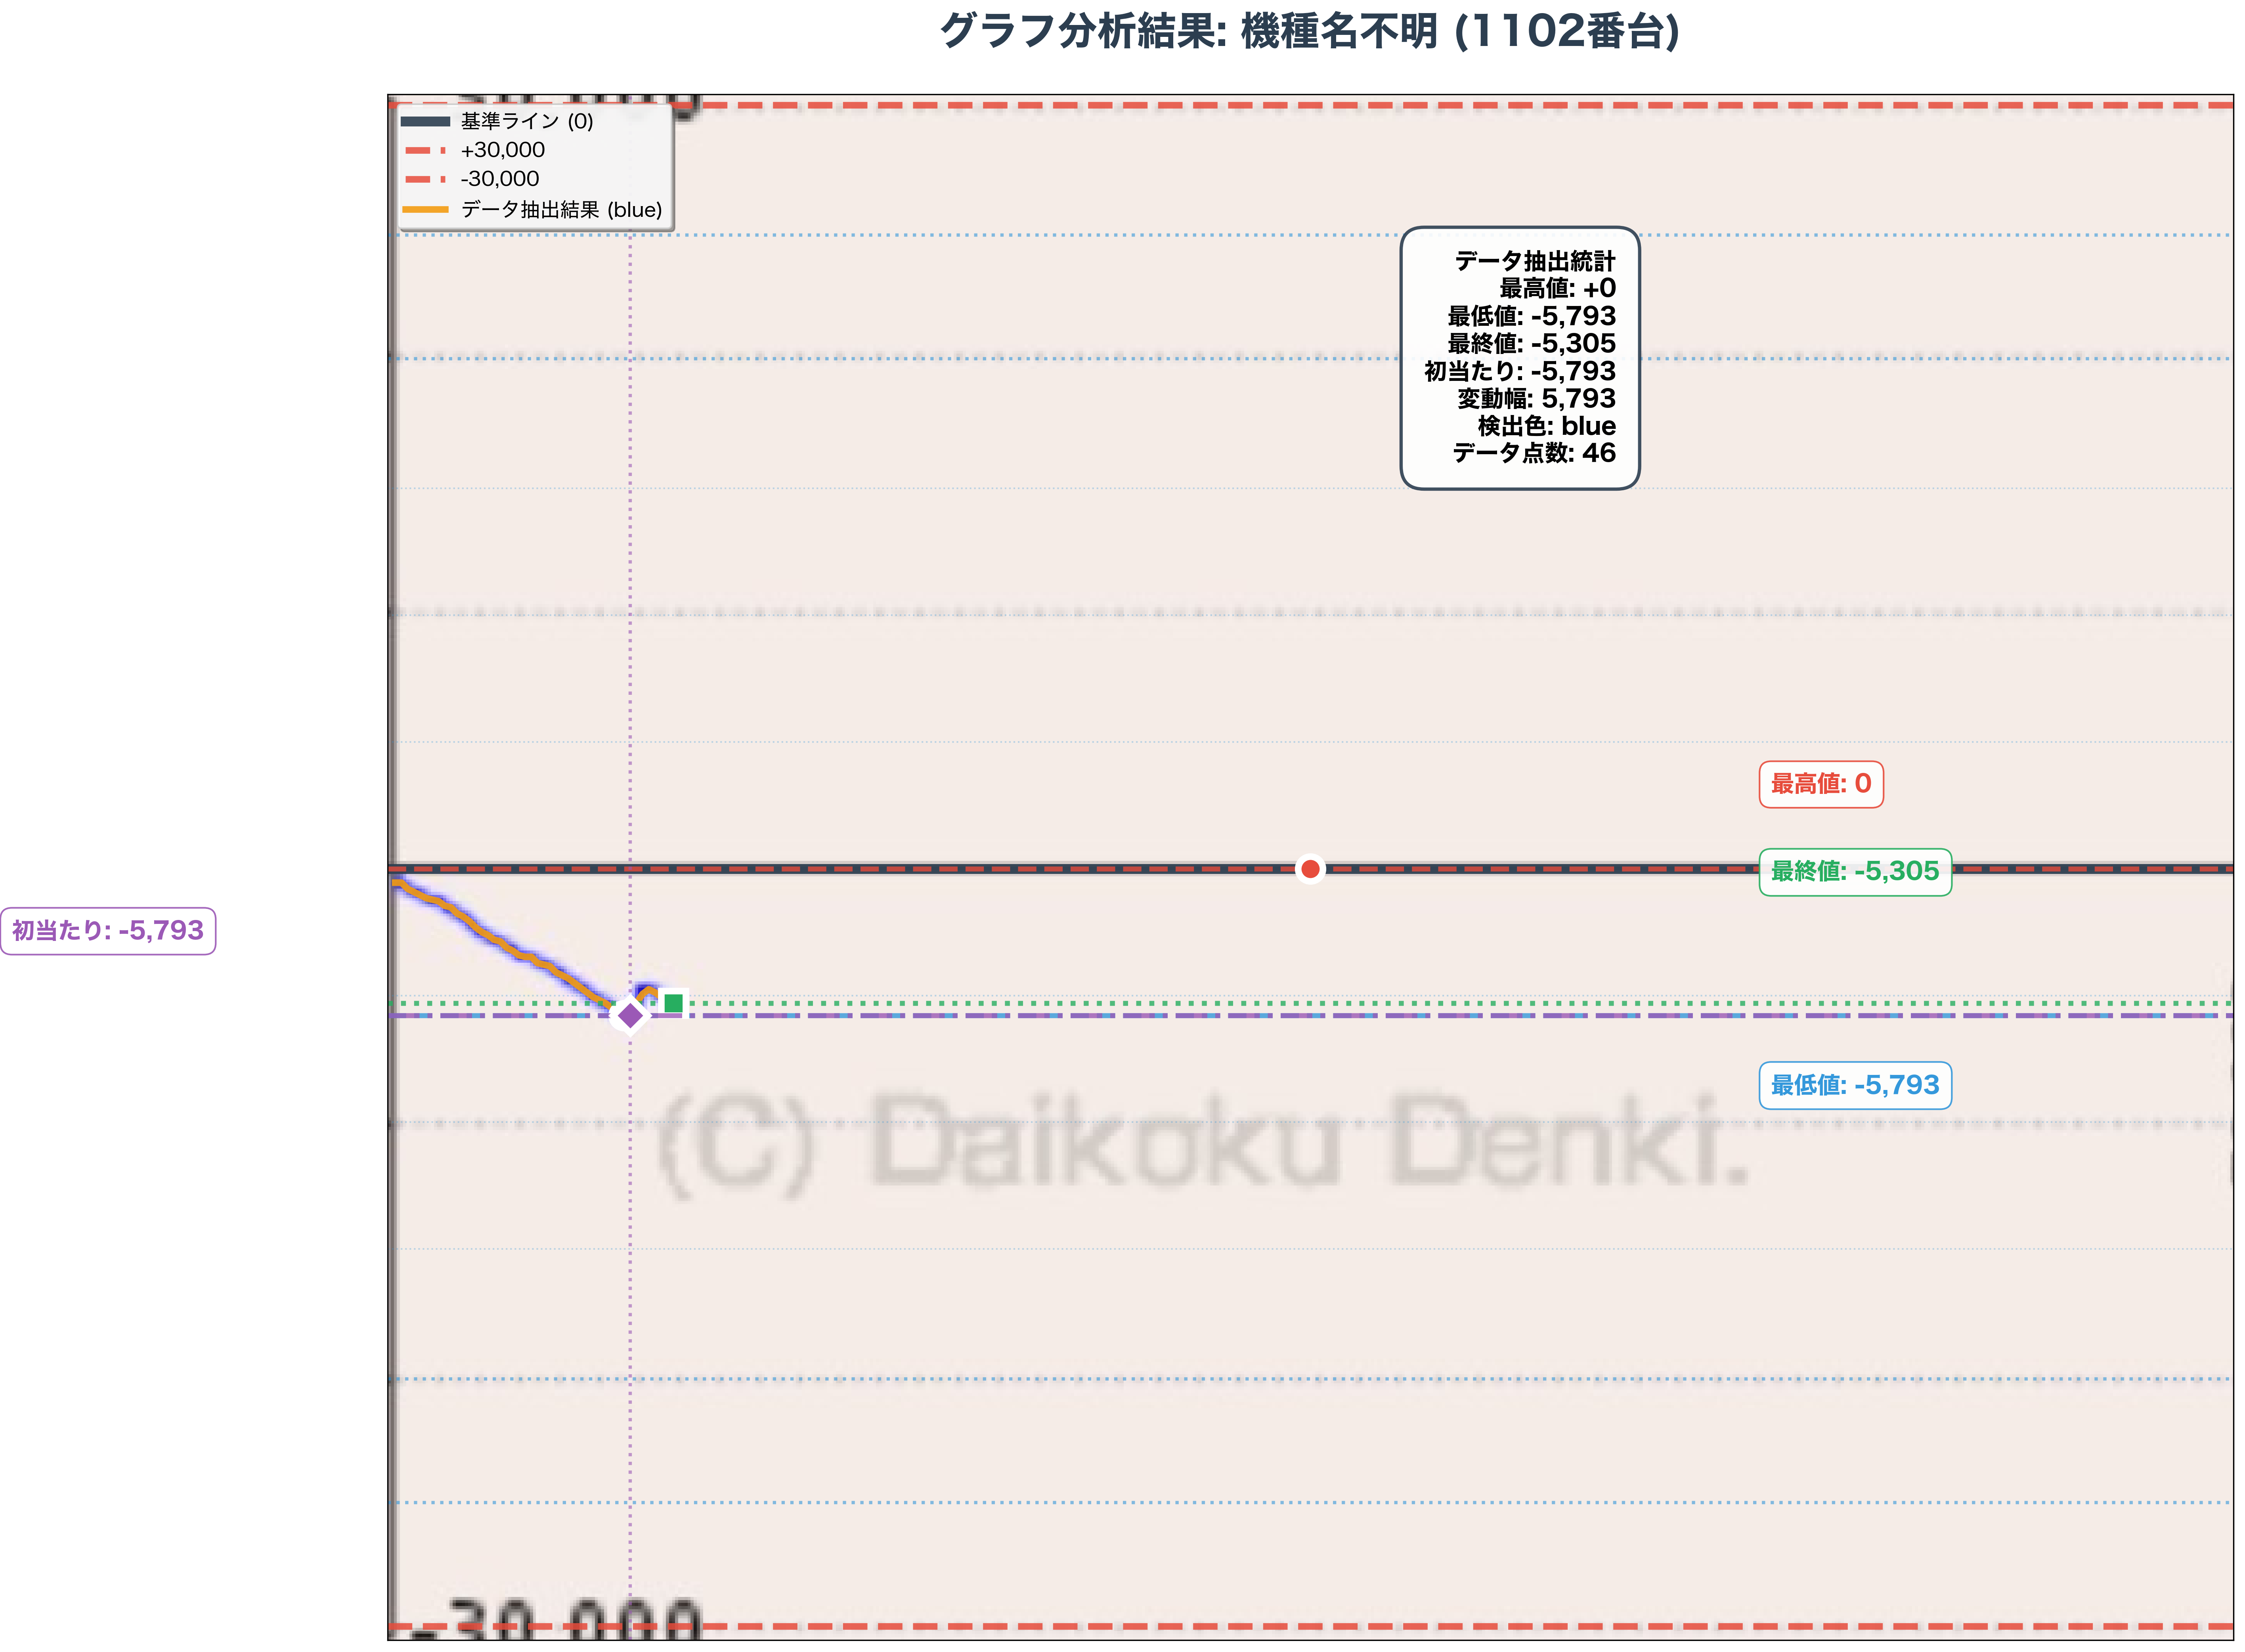 グラフ分析結果: 機種名不明 (1102番台)
基準ライン (0)
+30,000
-30,000
データ抽出結果 (blue)
データ抽出統計
最高値: +0
最低値: -5,793
最終値: -5,305
初当たり: -5,793
変動幅: 5,793
検出色: blue
データ点数: 46
最高値: 0
最終値: -5,305
初当たり: -5,793
最低値: -5,793
(C) Daikoku Denki.
-30,000